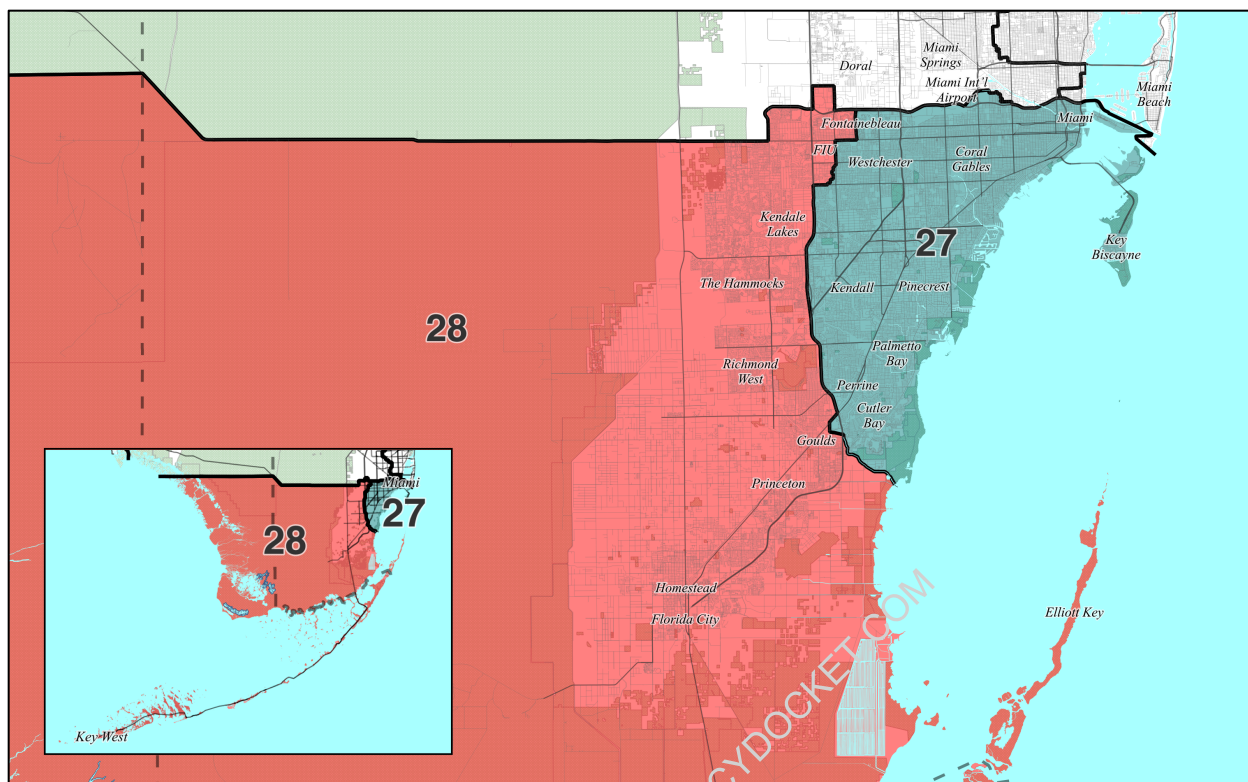 Doral
Miami
Springs
Miami Int'l
Airport
Miami
Beach
Miami
Fontainebleau
FIU
Westchester
Coral
Gables
Kendale
Lakes
27
Key
Biscayne
The Hammocks
Kendall
Pinecrest
28
Palmetto
Bay
Richmond
West
Perrine
Cutler
Bay
Goulds
Princeton
Miami
27
28
Homestead
Florida City
Elliott Key
Key West
CYDOCKET.COM